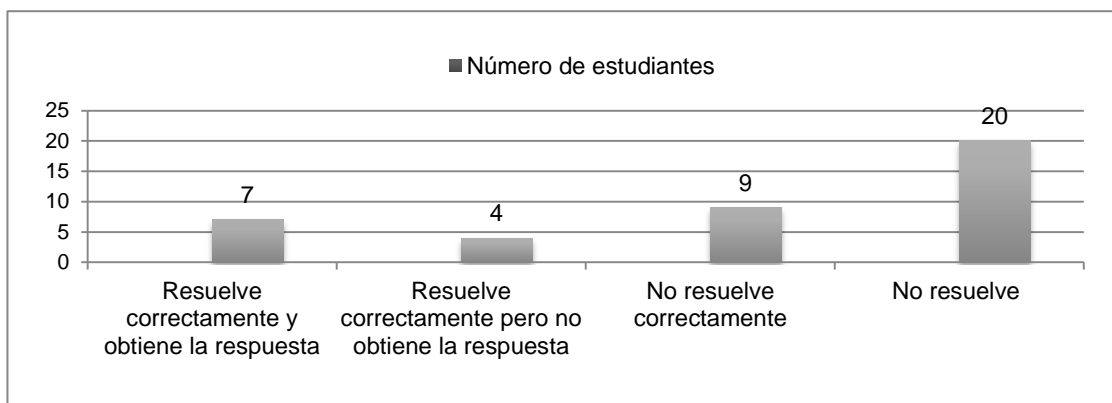 Número de estudiantes
25
20
15
10
5
0
7
4
9
20
Resuelve
correctamente y
obtiene la respuesta
Resuelve
correctamente pero no
obtiene la respuesta
No resuelve
correctamente
No resuelve